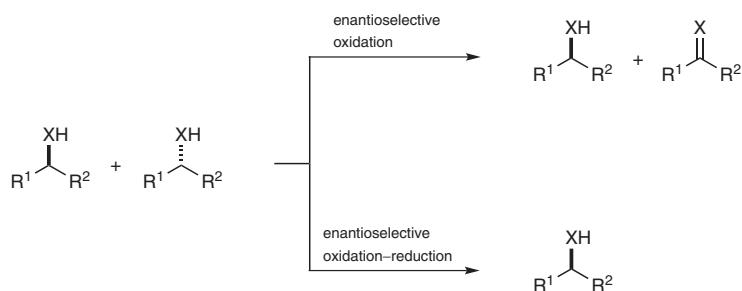 enantioselective
oxidation
XH
R1 R2
+
X
R1 R2
XH
R1 R2
+
XH
R1 R2
enantioselective
oxidation–reduction
XH
R1 R2